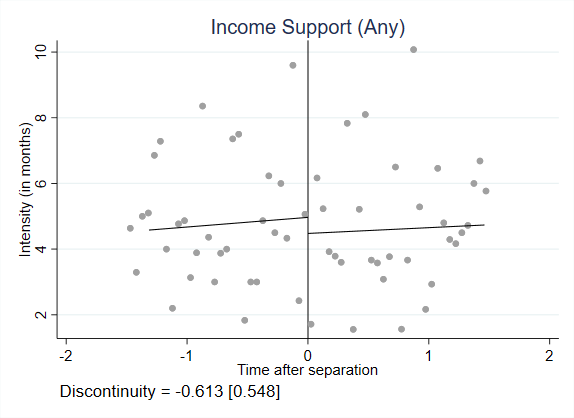 Income Support (Any)
Intensity (in months)
10
8
6
4
2
-2 -1 0 1 2
Time after separation
Discontinuity = -0.613 [0.548]